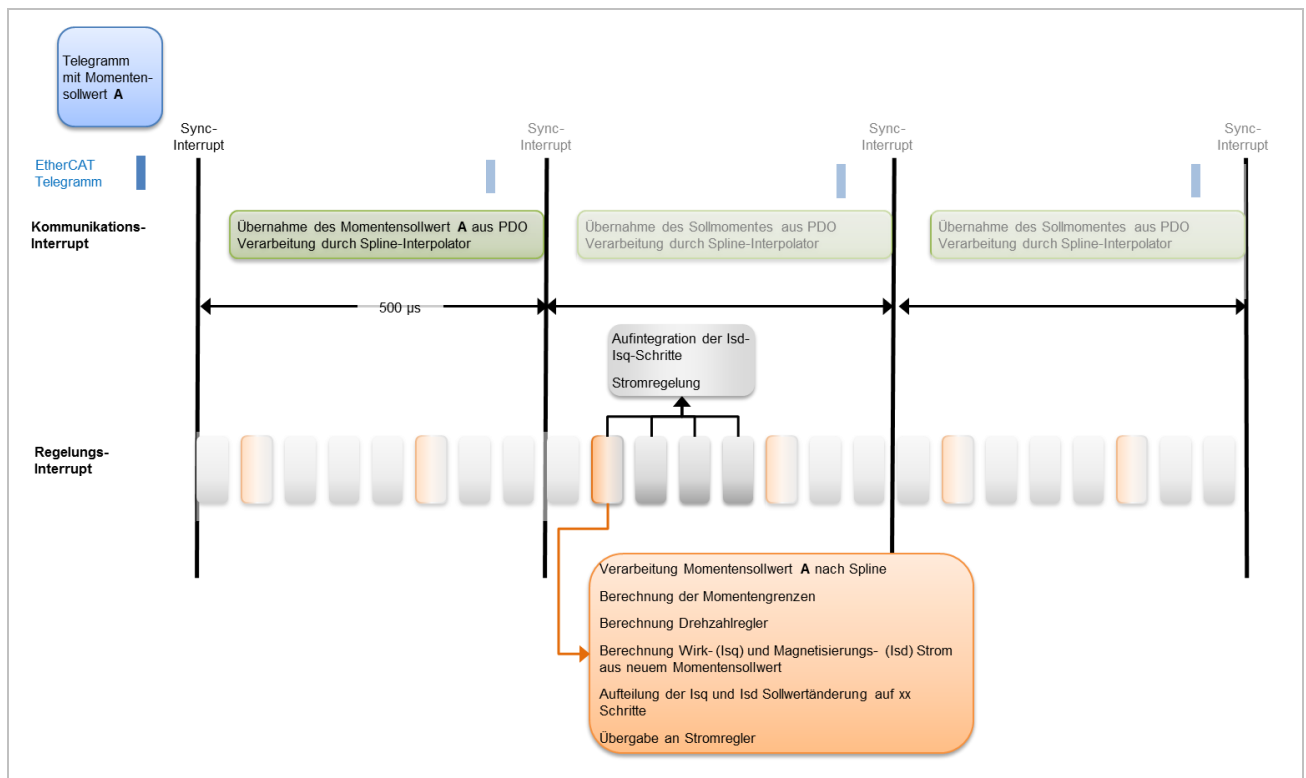 Telegramm
mit Momenten-
sollwert A
Sync-
Interrupt
Sync-
Interrupt
Sync-
Interrupt
Sync-
Interrupt
EtherCAT
Telegramm
Kommunikations-
Interrupt
Übernahme des Momentensollwert A aus PDO
Verarbeitung durch Spline-Interpolator
Übernahme des Sollmomentes aus PDO
Verarbeitung durch Spline-Interpolator
Übernahme des Sollmomentes aus PDO
Verarbeitung durch Spline-Interpolator
500 µs
Aufintegration der Isd-
Isq-Schritte
Stromregelung
Regelungs-
Interrupt
Verarbeitung Momentensollwert A nach Spline
Berechnung der Momentengrenzen
Berechnung Drehzahlregler
Berechnung Wirk- (Isq) und Magnetisierungs- (Isd) Strom
aus neuem Momentensollwert
Aufteilung der Isq und Isd Sollwertänderung auf xx
Schritte
Übergabe an Stromregler